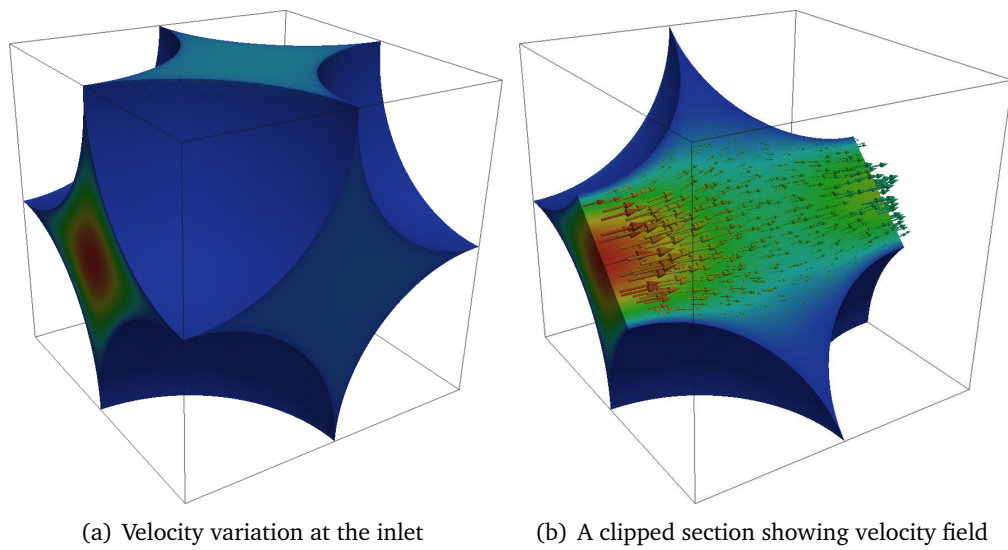 (a) Velocity variation at the inlet
(b) A clipped section showing velocity field